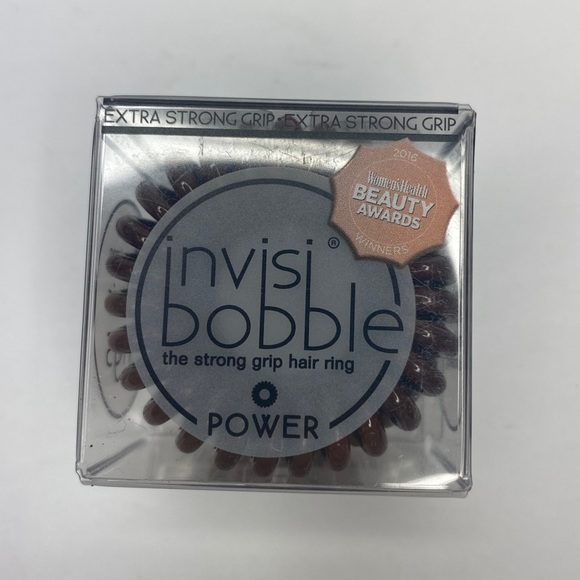 EXTRA STRONG GRIP•EXTRA STRONG GRIP
2016
Women'sHealth
BEAUTY
AWARDS
WINNERS
invisi®
bobble
the strong grip hair ring
POWER